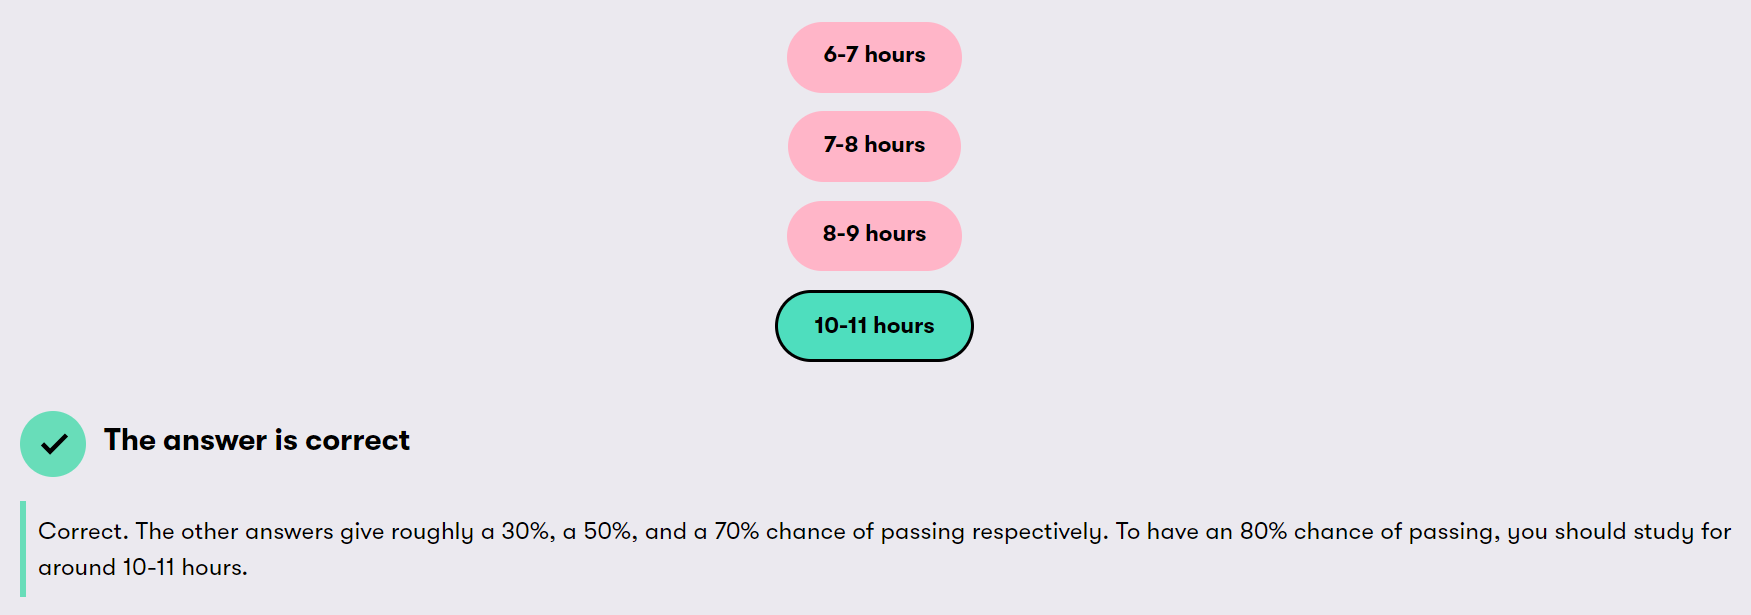 6-7 hours
7-8 hours
8-9 hours
10-11 hours
The answer is correct
Correct. The other answers give roughly a 30%, a 50%, and a 70% chance of passing respectively. To have an 80% chance of passing, you should study for
around 10-11 hours.